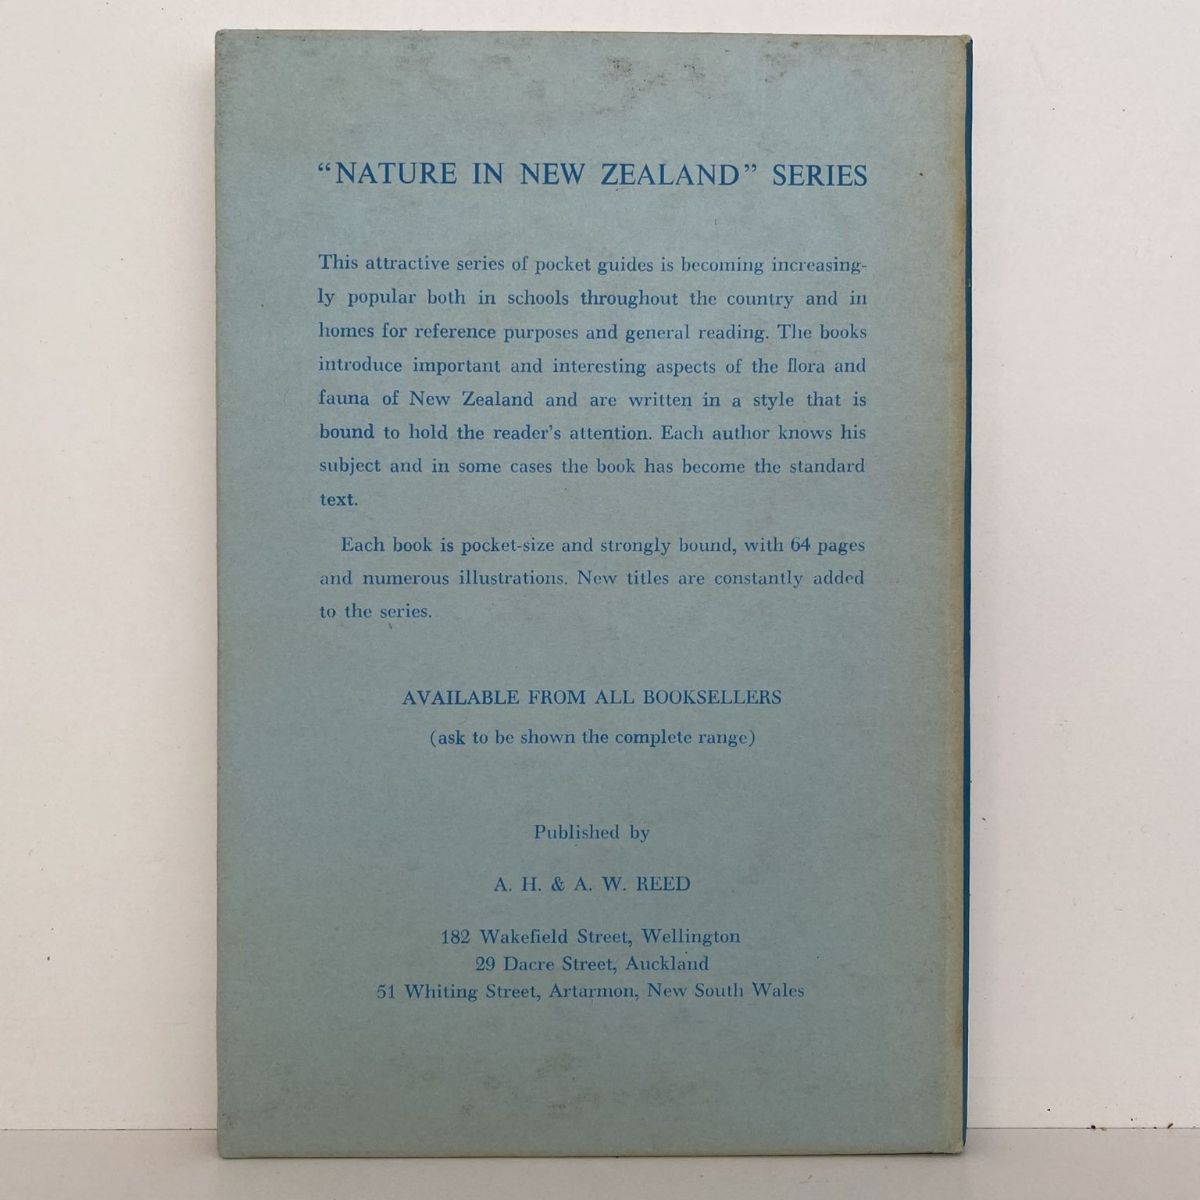 “NATURE IN NEW ZEALAND” SERIES
This attractive series of pocket guides is becoming increasing-
ly popular both in schools throughout the country and in
homes for reference purposes and general reading. The books
introduce important and interesting aspects of the flora and
fauna of New Zealand and are written in a style that is
bound to hold the reader’s attention. Each author knows his
subject and in some cases the book has become the standard
text.
Each book is pocket-size and strongly bound, with 64 pages
and numerous illustrations. New titles are constantly added
to the series.
AVAILABLE FROM ALL BOOKSELLERS
(ask to be shown the complete range)
Published by
A. H. & A. W. REED
182 Wakefield Street, Wellington
29 Dacre Street, Auckland
51 Whiting Street, Artarmon, New South Wales